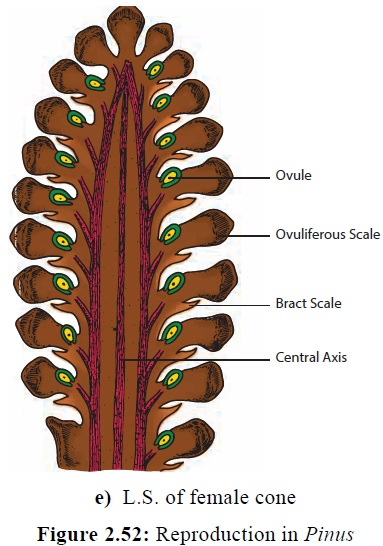 Ovule
Ovuliferous Scale
Bract Scale
Central Axis
e) L.S. of female cone
Figure 2.52: Reproduction in Pinus